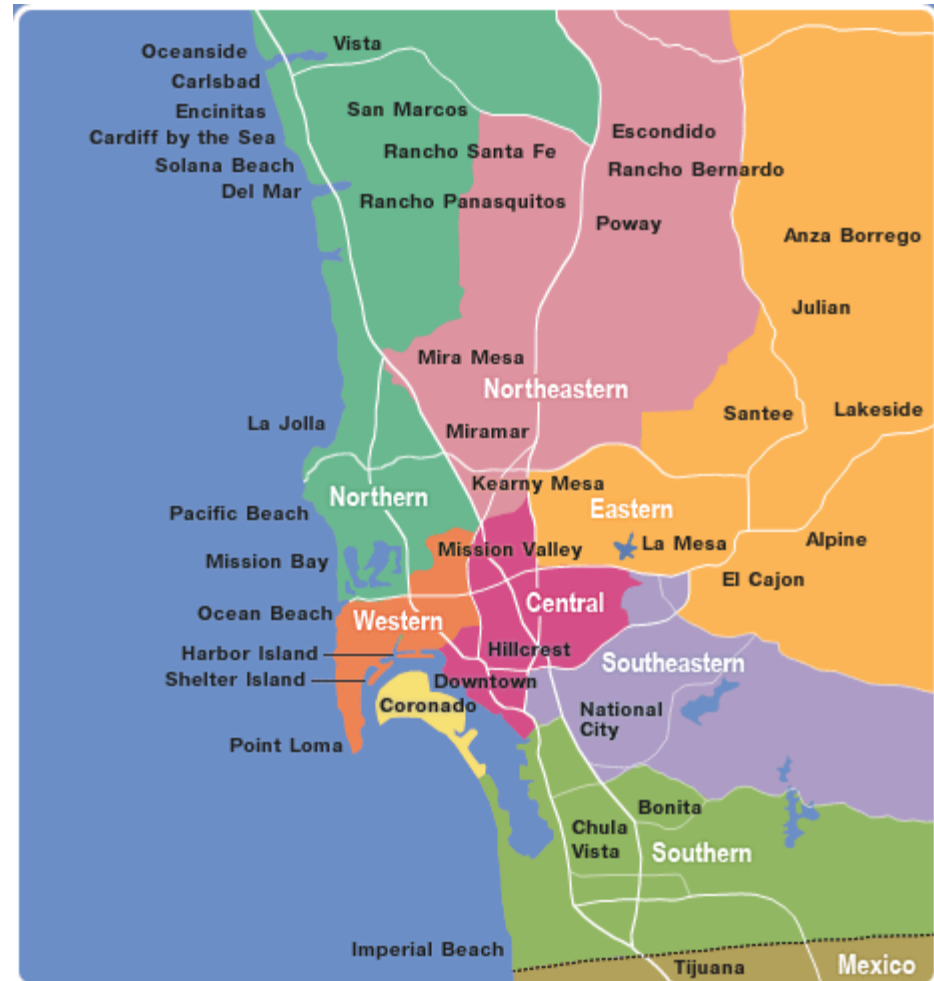 Oceanside
Vista
Carlsbad
Encinitas
San Marcos
Cardiff by the Sea
Escondido
Rancho Santa Fe
Solana Beach
Rancho Bernardo
Del Mar
Rancho Panasquitos
Poway
Anza Borrego
Julian
Mira Mesa
Northeastern
La Jolla
Santee
Lakeside
Miramar
Kearny Mesa
Northern
Pacific Beach
Eastern
Mission Valley
La Mesa
Alpine
Mission Bay
El Cajon
Ocean Beach
Western
Central
Harbor Island
Hillcrest
Southeastern
Shelter Island
Downtown
Coronado
National
City
Point Loma
Bonita
Chula
Vista
Southern
Imperial Beach
Tijuana
Mexico